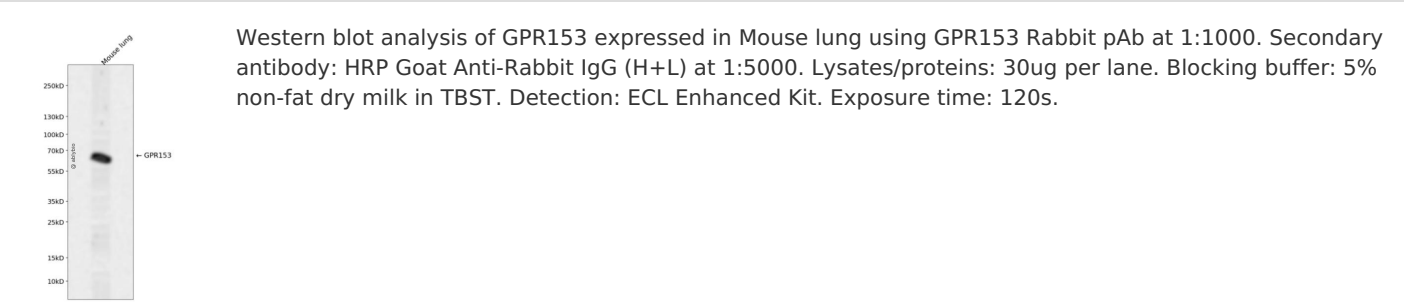 Mouse lung
Western blot analysis of GPR153 expressed in Mouse lung using GPR153 Rabbit pAb at 1:1000. Secondary
antibody: HRP Goat Anti-Rabbit IgG (H+L) at 1:5000. Lysates/proteins: 30ug per lane. Blocking buffer: 5%
non-fat dry milk in TBST. Detection: ECL Enhanced Kit. Exposure time: 120s.
250kD
130kD
100kD
70kD
← GPR153
55kD
35kD
25kD
15kD
10kD